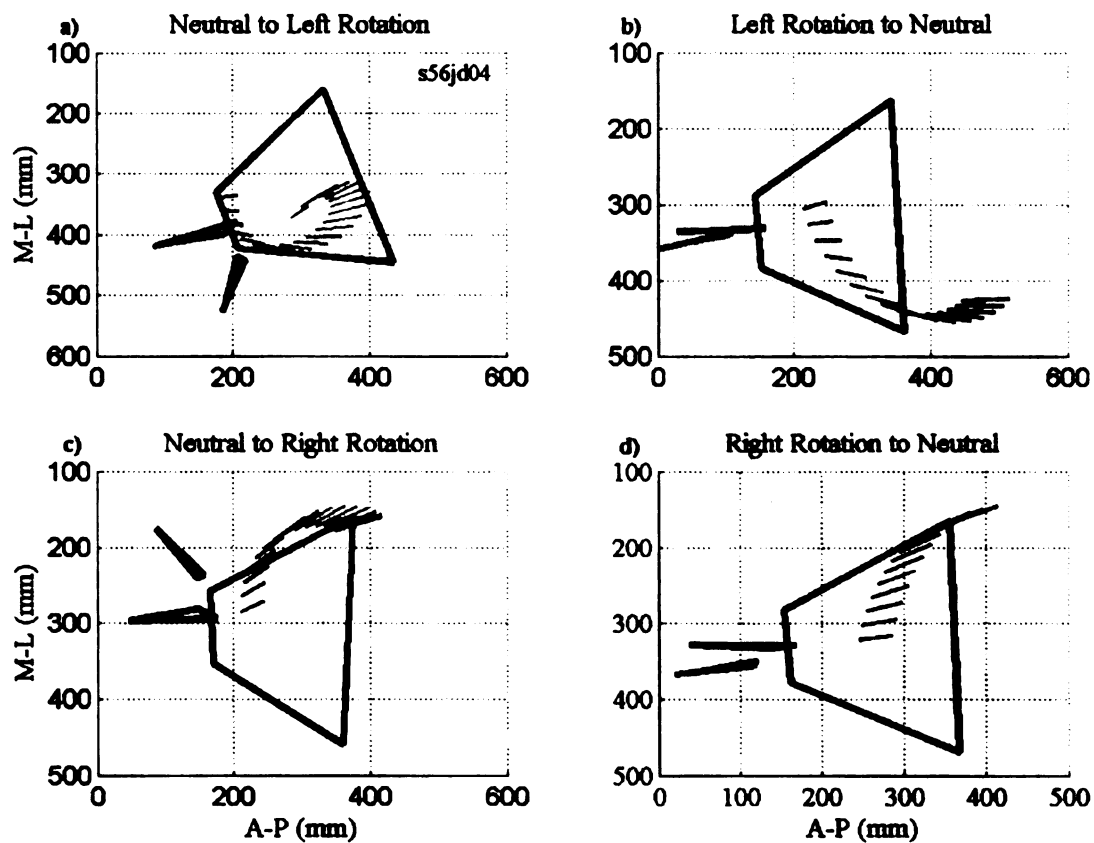 a) Neutral to Left Rotation
s56jd04
100
200
300
400
500
600
M-L (mm)
0 200 400 600
b) Left Rotation to Neutral
100
200
300
400
500
0 200 400 600
c) Neutral to Right Rotation
100
200
300
400
500
M-L (mm)
0 200 400 600
A-P (mm)
d) Right Rotation to Neutral
100
200
300
400
500
0 100 200 300 400 500
A-P (mm)